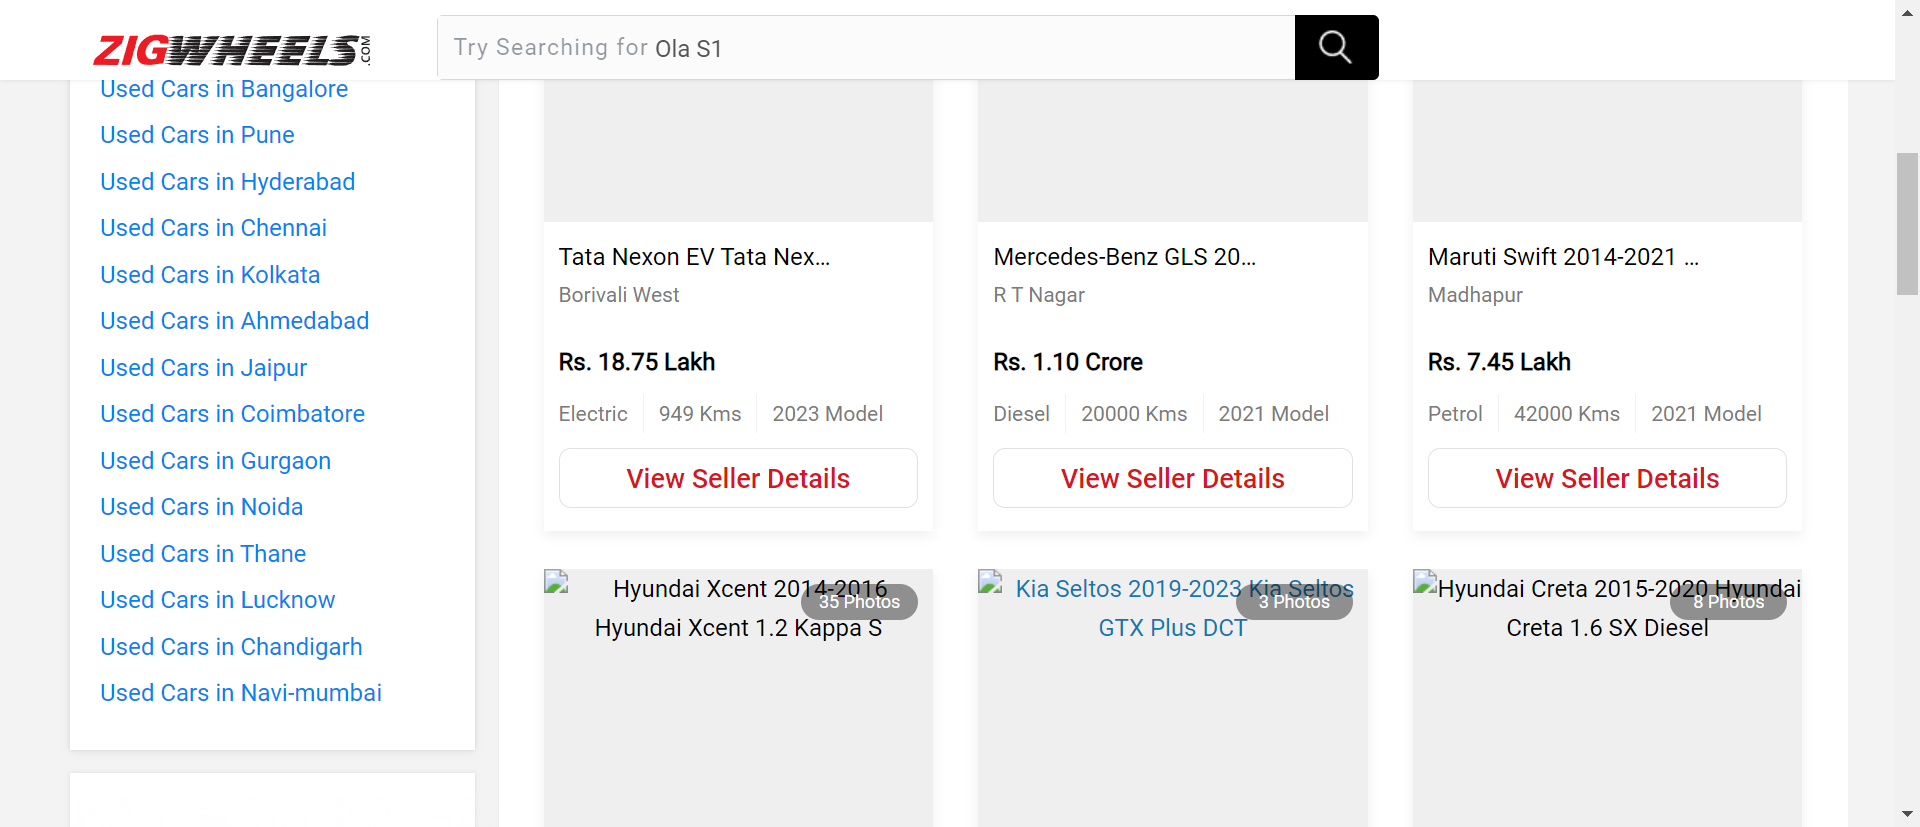 ZIGWHEELS.COM
Try Searching for Ola S1
Used Cars in Bangalore
Used Cars in Pune
Used Cars in Hyderabad
Used Cars in Chennai
Used Cars in Kolkata
Used Cars in Ahmedabad
Used Cars in Jaipur
Used Cars in Coimbatore
Used Cars in Gurgaon
Used Cars in Noida
Used Cars in Thane
Used Cars in Lucknow
Used Cars in Chandigarh
Used Cars in Navi-mumbai
Tata Nexon EV Tata Nex...
Borivali West
Rs. 18.75 Lakh
Electric 949 Kms 2023 Model
View Seller Details
Mercedes-Benz GLS 20...
R T Nagar
Rs. 1.10 Crore
Diesel 20000 Kms 2021 Model
View Seller Details
Maruti Swift 2014-2021 ...
Madhapur
Rs. 7.45 Lakh
Petrol 42000 Kms 2021 Model
View Seller Details
Hyundai Xcent 2014-2016
35 Photos
Hyundai Xcent 1.2 Kappa S
Kia Seltos 2019-2023 Kia Seltos
3 Photos
GTX Plus DCT
Hyundai Creta 2015-2020 Hyundai
8 Photos
Creta 1.6 SX Diesel